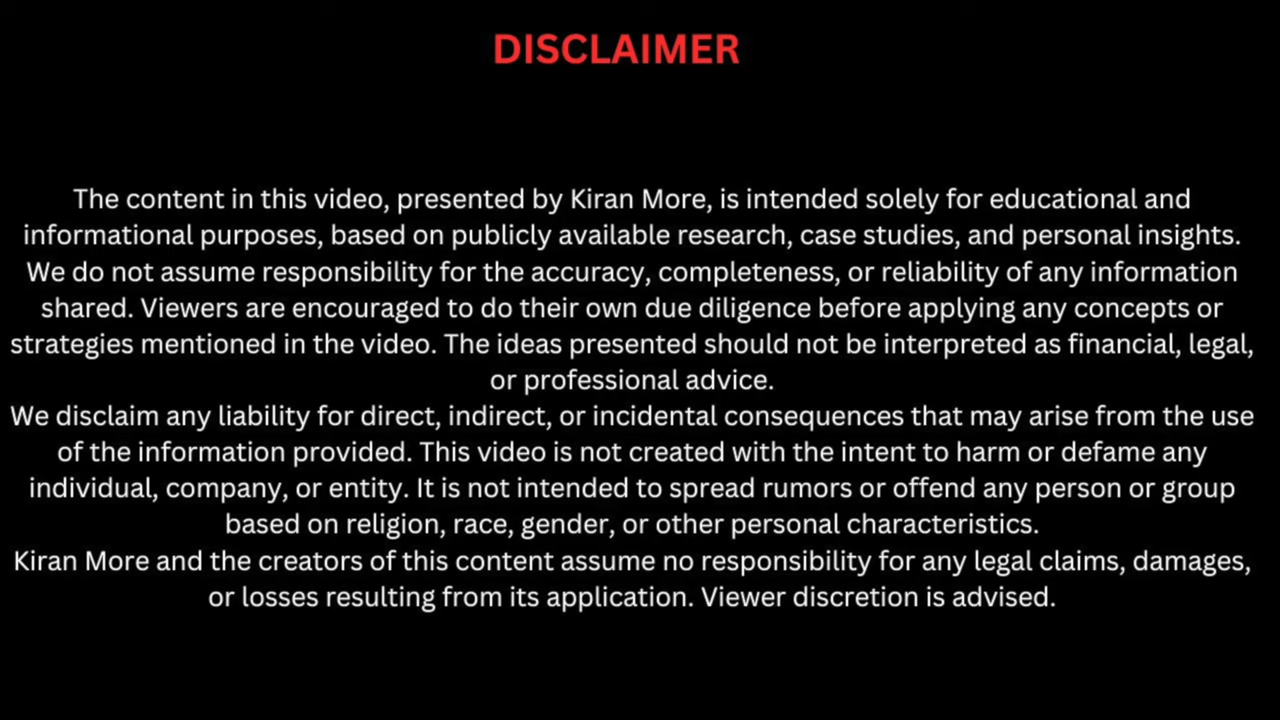 DISCLAIMER
The content in this video, presented by Kiran More, is intended solely for educational and
informational purposes, based on publicly available research, case studies, and personal insights.
We do not assume responsibility for the accuracy, completeness, or reliability of any information
shared. Viewers are encouraged to do their own due diligence before applying any concepts or
strategies mentioned in the video. The ideas presented should not be interpreted as financial, legal,
or professional advice.
We disclaim any liability for direct, indirect, or incidental consequences that may arise from the use
of the information provided. This video is not created with the intent to harm or defame any
individual, company, or entity. It is not intended to spread rumors or offend any person or group
based on religion, race, gender, or other personal characteristics.
Kiran More and the creators of this content assume no responsibility for any legal claims, damages,
or losses resulting from its application. Viewer discretion is advised.